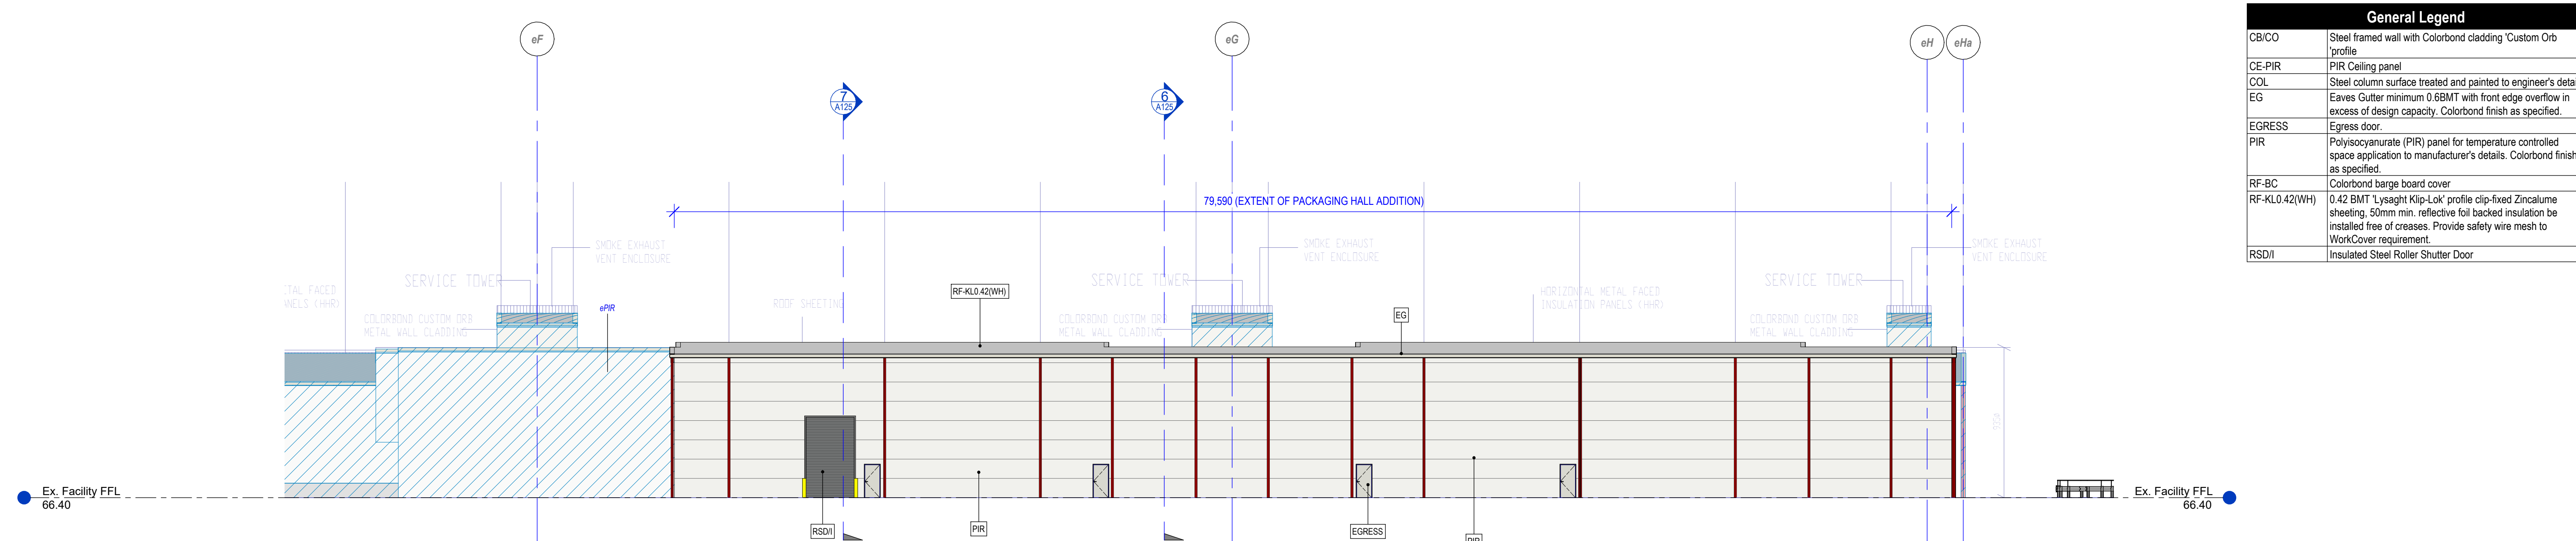 eF
eG
eH
eHa
7
A125
6
A125
79,590 (EXTENT OF PACKAGING HALL ADDITION)
SMOKE EXHAUST
VENT ENCLOSURE
SERVICE TOWER
COLORBOND CUSTOM ORB
METAL WALL CLADDING
ePIR
ROOF SHEETING
RF-KL0.42(WH)
SMOKE EXHAUST
VENT ENCLOSURE
SERVICE TOWER
COLORBOND CUSTOM ORB
METAL WALL CLADDING
EG
HORIZONTAL METAL FACED
INSULATION PANELS (HHR)
SMOKE EXHAUST
VENT ENCLOSURE
SERVICE TOWER
COLORBOND CUSTOM ORB
METAL WALL CLADDING
TAL FACED
NELS (HHR)
Ex. Facility FFL
66.40
RSD/I
PIR
EGRESS
PIR
Ex. Facility FFL
66.40
General Legend
CB/CO Steel framed wall with Colorbond cladding 'Custom Orb
'profile
CE-PIR PIR Ceiling panel
COL Steel column surface treated and painted to engineer's detai
EG Eaves Gutter minimum 0.6BMT with front edge overflow in
excess of design capacity. Colorbond finish as specified.
EGRESS Egress door.
PIR Polyisocyanurate (PIR) panel for temperature controlled
space application to manufacturer's details. Colorbond finish
as specified.
RF-BC Colorbond barge board cover
RF-KL0.42(WH) 0.42 BMT 'Lysaght Klip-Lok' profile clip-fixed Zincalume
sheeting, 50mm min. reflective foil backed insulation be
installed free of creases. Provide safety wire mesh to
WorkCover requirement.
RSD/I Insulated Steel Roller Shutter Door